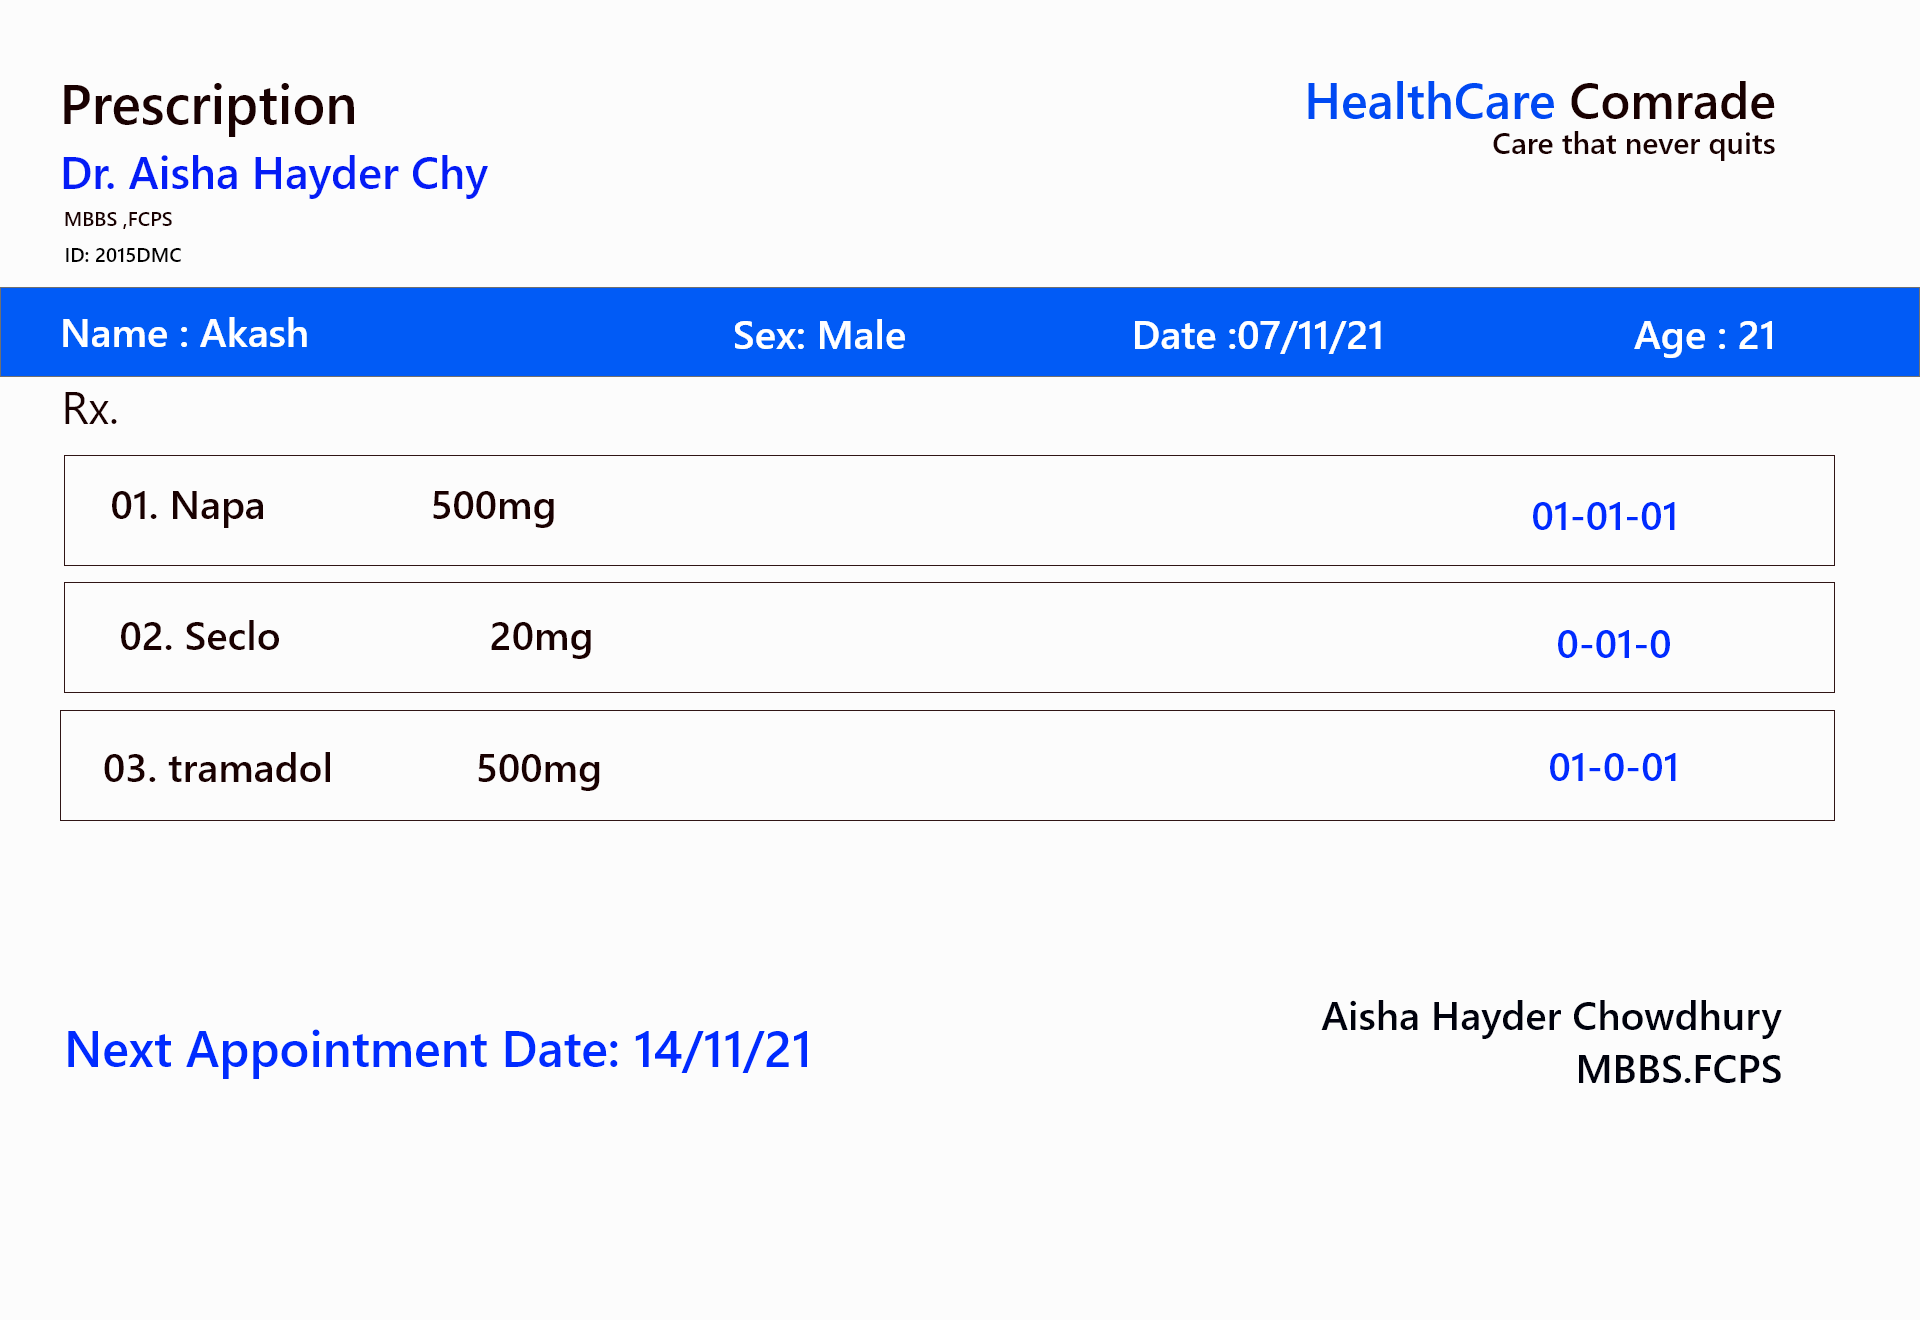 Prescription
HealthCare Comrade
Care that never quits
Dr. Aisha Hayder Chy
MBBS ,FCPS
ID: 2015DMC
Name : Akash Sex: Male Date :07/11/21 Age : 21
Rx.
01. Napa 500mg 01-01-01
02. Seclo 20mg 0-01-0
03. tramadol 500mg 01-0-01
Aisha Hayder Chowdhury
Next Appointment Date: 14/11/21
MBBS.FCPS